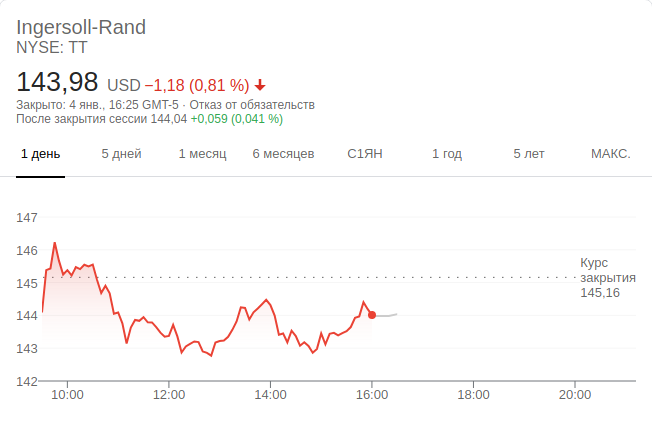 Ingersoll-Rand
NYSE: TT
143,98 USD −1,18 (0,81 %)
Закрыто: 4 янв., 16:25 GMT-5 · Отказ от обязательств
После закрытия сессии 144,04 +0,059 (0,041 %)
1 день 5 дней 1 месяц 6 месяцев С1ЯН 1 год 5 лет МАКС.
147
146
145
144
143
142
Курс
закрытия
145,16
10:00 12:00 14:00 16:00 18:00 20:00